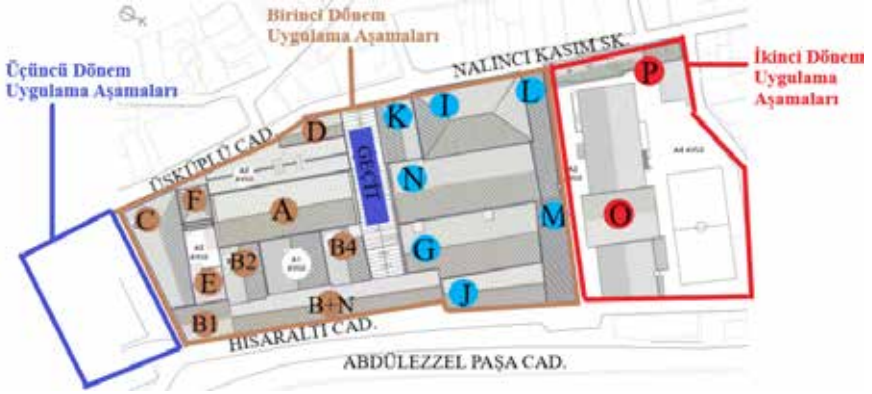 K
Birinci Dönem
Uygulama Aşamaları
Üçüncü Dönem
Uygulama Aşamaları
İkinci Dönem
Uygulama
Aşamaları
NALINCI KASIM SK.
ÜSKÜPLÜ CAD.
P
L
I
K
D
GEÇİT
N
F
A
C
O
M
G
B4
B2
E
J
B+N
B1
HİSARALTI CAD.
ABDÜLEZZEL PAŞA CAD.